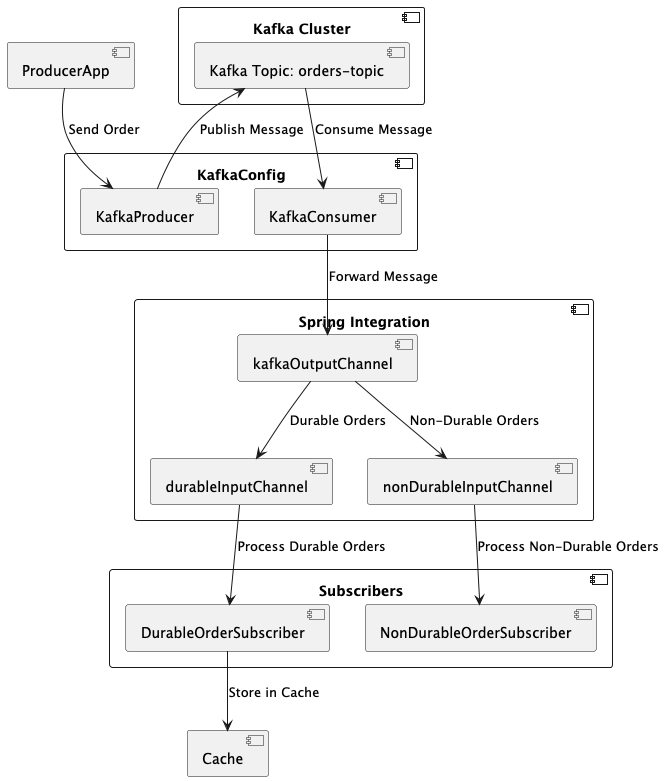 Kafka Cluster
ProducerApp
Kafka Topic: orders-topic
Send Order
Publish Message
Consume Message
KafkaConfig
KafkaProducer
KafkaConsumer
Forward Message
Spring Integration
kafkaOutputChannel
Durable Orders
Non-Durable Orders
durableInputChannel
nonDurableInputChannel
Process Durable Orders
Process Non-Durable Orders
Subscribers
DurableOrderSubscriber
NonDurableOrderSubscriber
Store in Cache
Cache